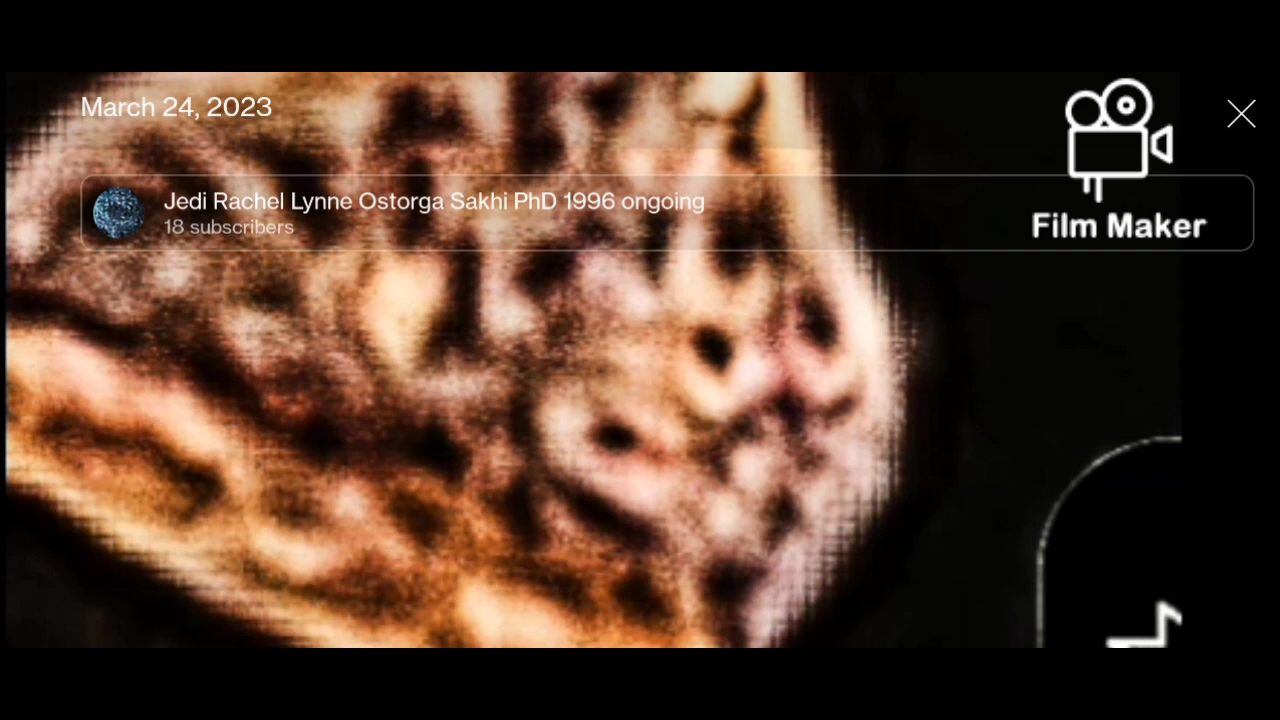 March 24, 2023
Jedi Rachel Lynne Ostorga Sakhi PhD 1996 ongoing
18 subscribers
Film Maker